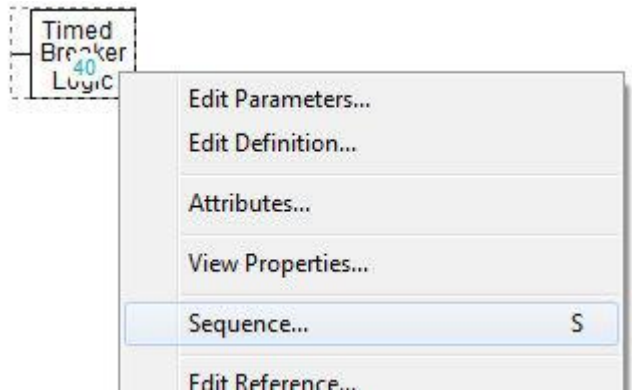 Timed
Breaker
40
Logic
Edit Parameters...
Edit Definition...
Attributes...
View Properties...
Sequence... S
Edit Reference...